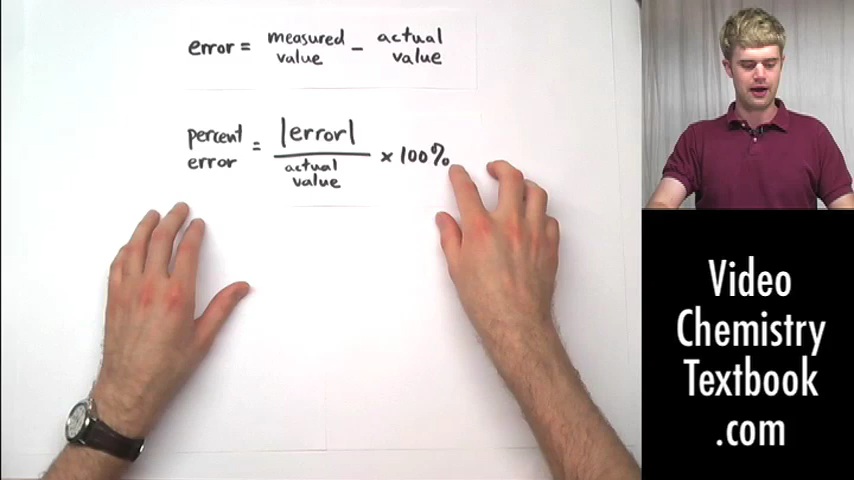 error = measured value − actual value
percent error = |error| / actual value × 100%
Video
Chemistry
Textbook
.com